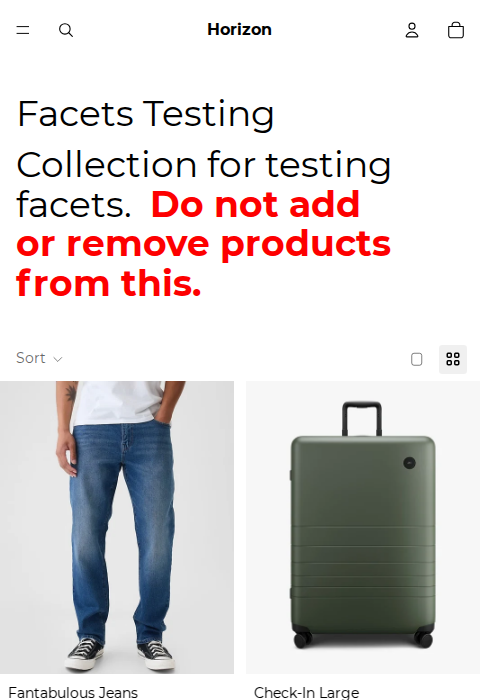 Horizon
Facets Testing
Collection for testing
facets. Do not add
or remove products
from this.
Sort
Fantabulous Jeans
Check-In Large